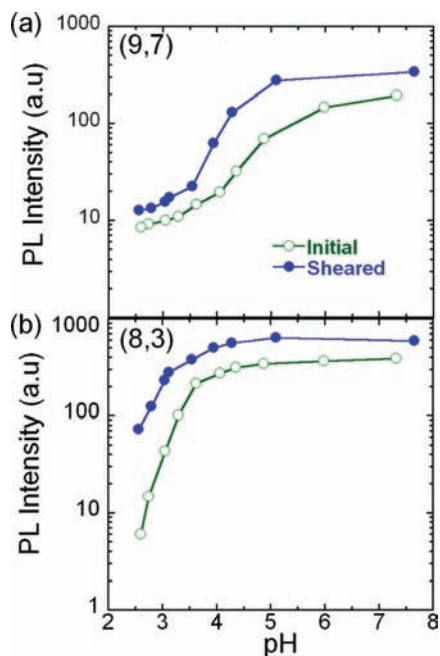 (a)
(9,7)
1000
100
10
PL Intensity (a.u)
Initial
Sheared
(b)
(8,3)
1000
100
10
1
PL Intensity (a.u)
2 3 4 5 6 7 8
pH